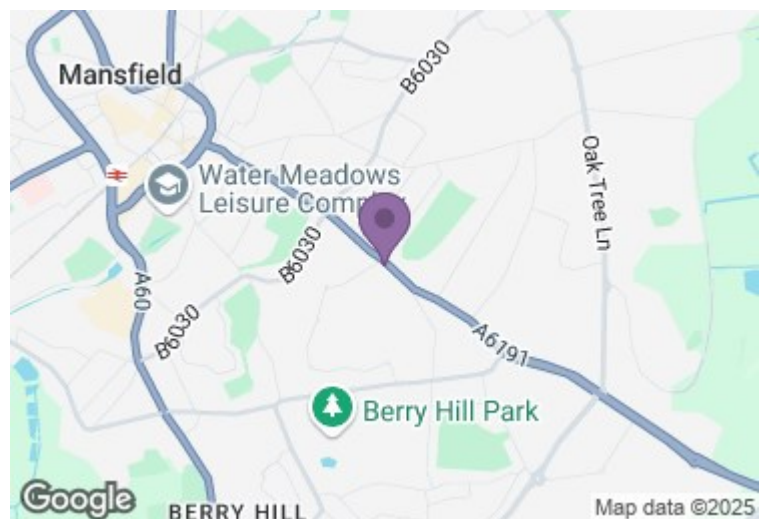 Mansfield
B6030
Oak Tree Ln
Water Meadows
Leisure Complex
B6030
A60
B6030
A6191
Berry Hill Park
BERRY HILL
Google
Map data ©2025